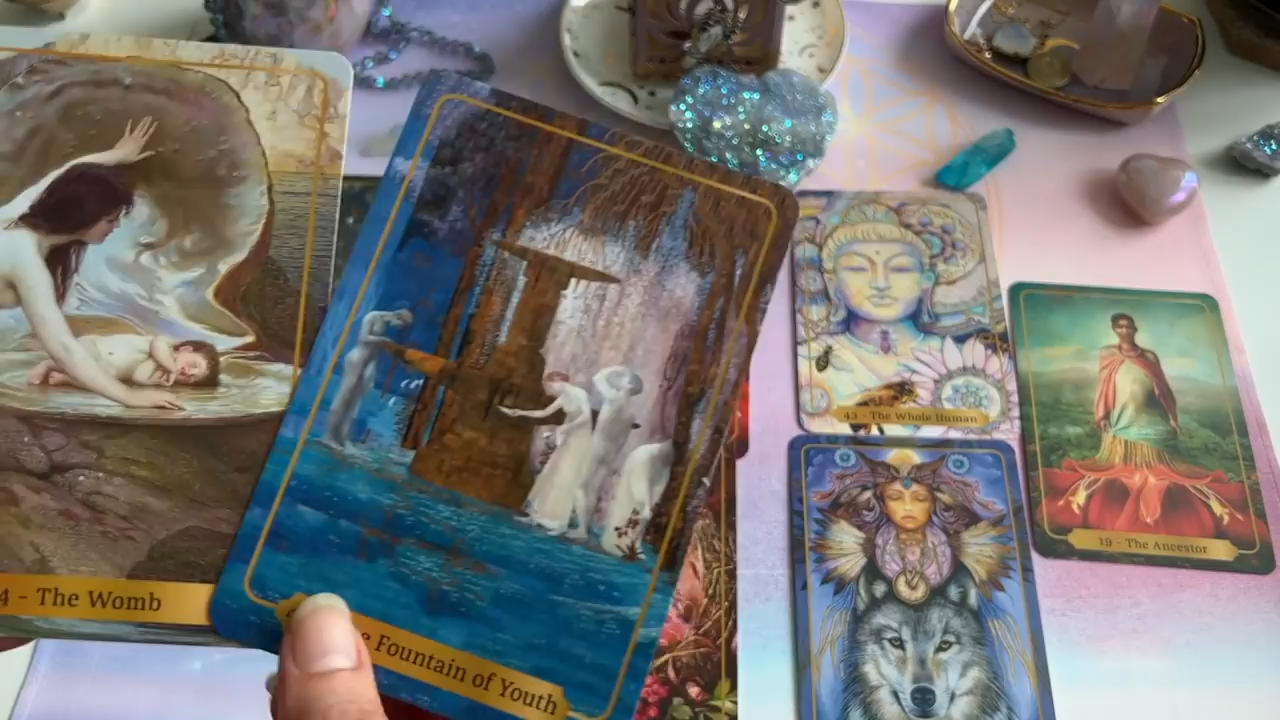 4 - The Womb
Fountain of Youth
43 - The Whole Human
19 - The Ancestor